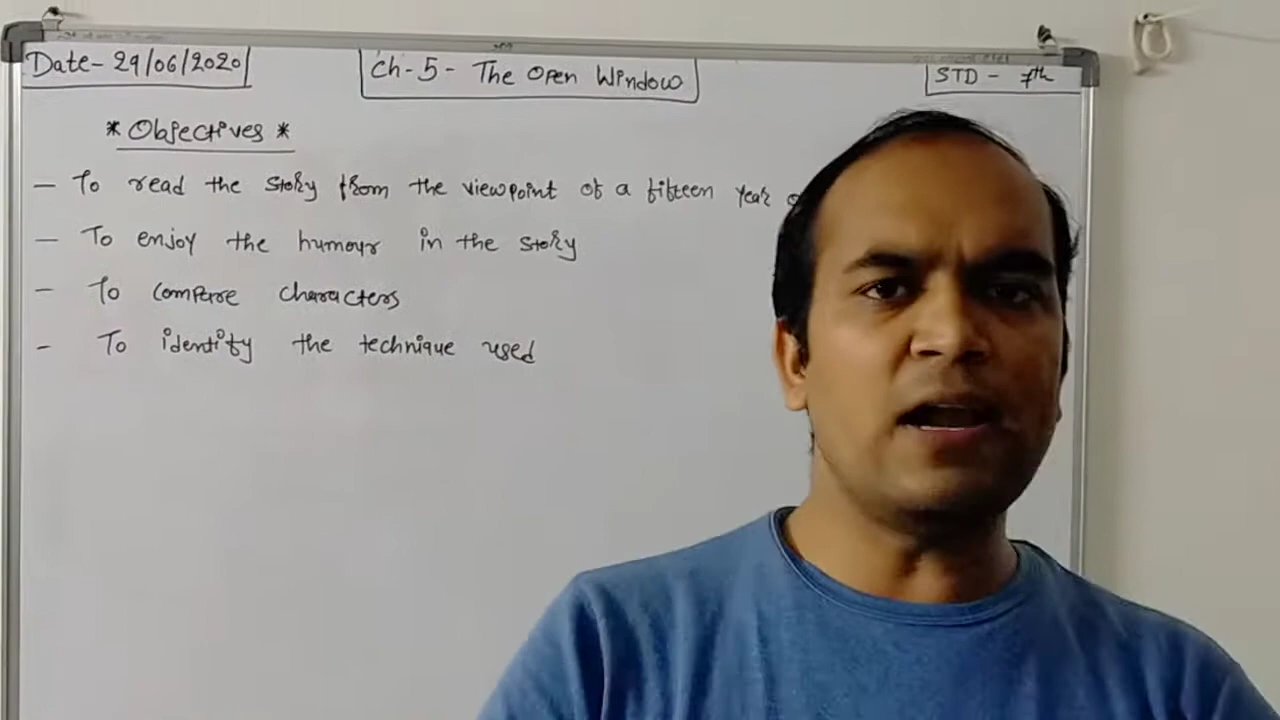 Date- 29/06/2020
Ch-5- The Open Window
STD - 7th
* Objectives *
- To read the story from the viewpoint of a fifteen year
- To enjoy the humour in the story
- To compare characters
- To identify the technique used